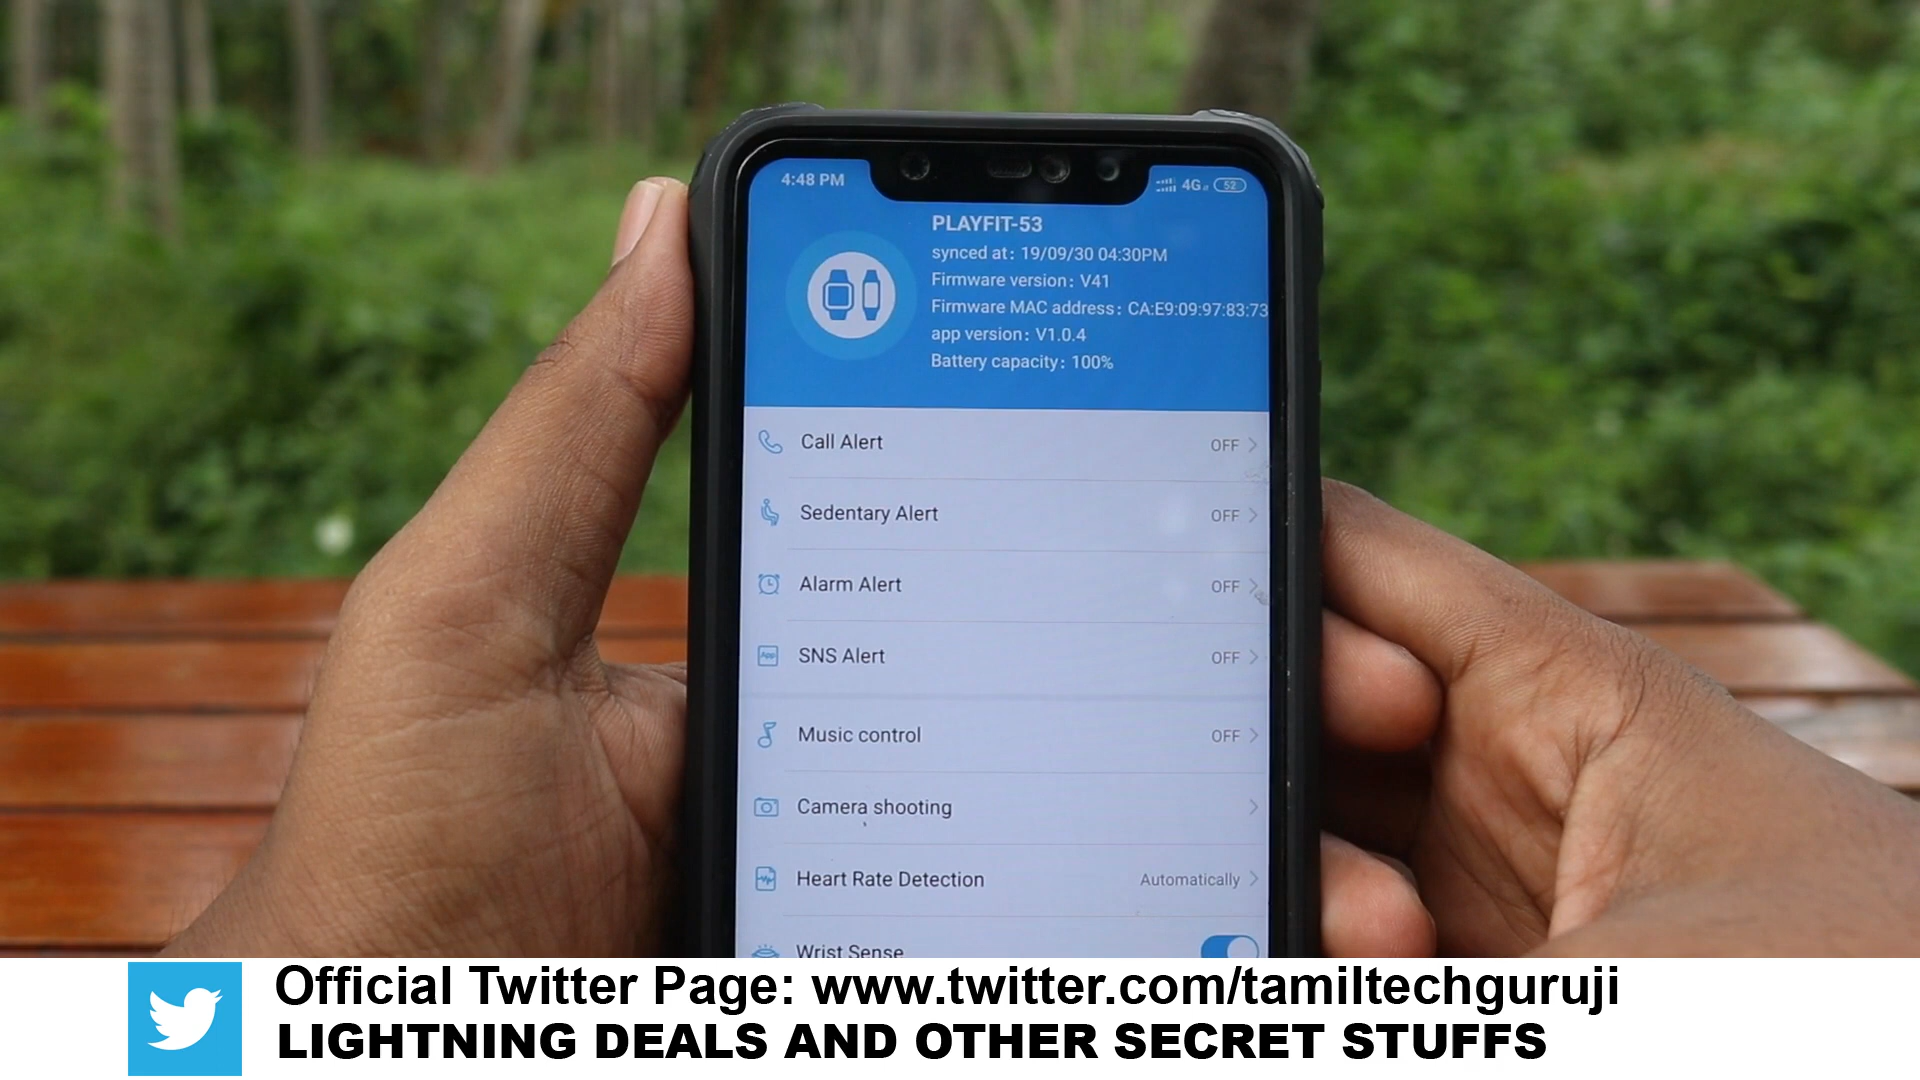 4:48 PM 4G 52
PLAYFIT-53
synced at: 19/09/30 04:30PM
Firmware version: V41
Firmware MAC address: CA:E9:09:97:83:73
app version: V1.0.4
Battery capacity: 100%
Call Alert OFF
Sedentary Alert OFF
Alarm Alert OFF
App SNS Alert OFF
Music control OFF
Camera shooting
Heart Rate Detection Automatically
Wrist Sense
Official Twitter Page: www.twitter.com/tamiltechguruji
LIGHTNING DEALS AND OTHER SECRET STUFFS